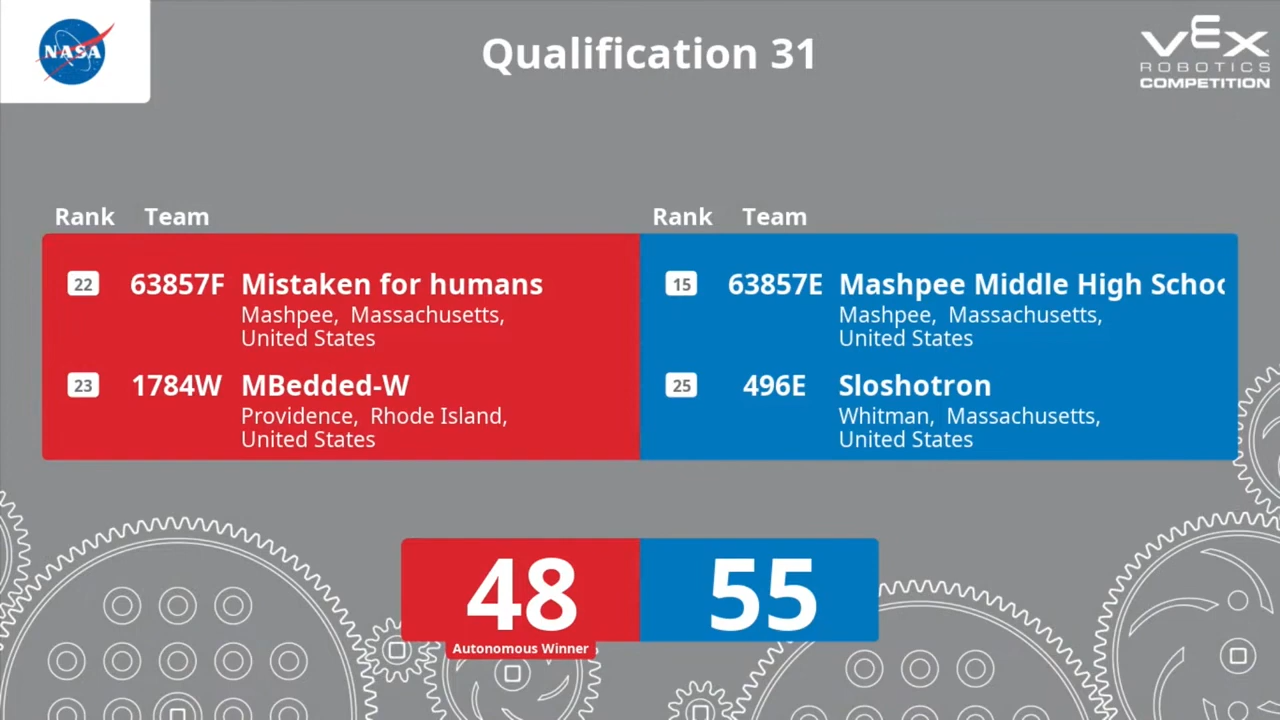 NASA
Qualification 31
VEX
ROBOTICS
COMPETITION
Rank Team
22 63857F Mistaken for humans
Mashpee, Massachusetts,
United States
23 1784W MBedded-W
Providence, Rhode Island,
United States
Rank Team
15 63857E Mashpee Middle High Schoo
Mashpee, Massachusetts,
United States
25 496E Sloshotron
Whitman, Massachusetts,
United States
48
Autonomous Winner
55